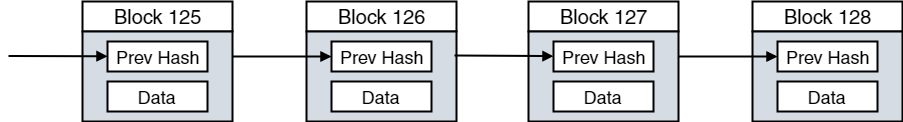 Block 125
Prev Hash
Data
Block 126
Prev Hash
Data
Block 127
Prev Hash
Data
Block 128
Prev Hash
Data